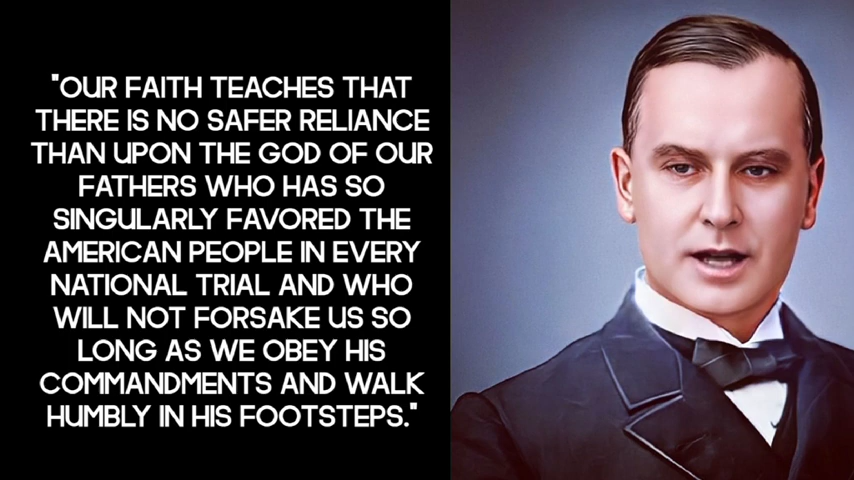 "OUR FAITH TEACHES THAT
THERE IS NO SAFER RELIANCE
THAN UPON THE GOD OF OUR
FATHERS WHO HAS SO
SINGULARLY FAVORED THE
AMERICAN PEOPLE IN EVERY
NATIONAL TRIAL AND WHO
WILL NOT FORSAKE US SO
LONG AS WE OBEY HIS
COMMANDMENTS AND WALK
HUMBLY IN HIS FOOTSTEPS."